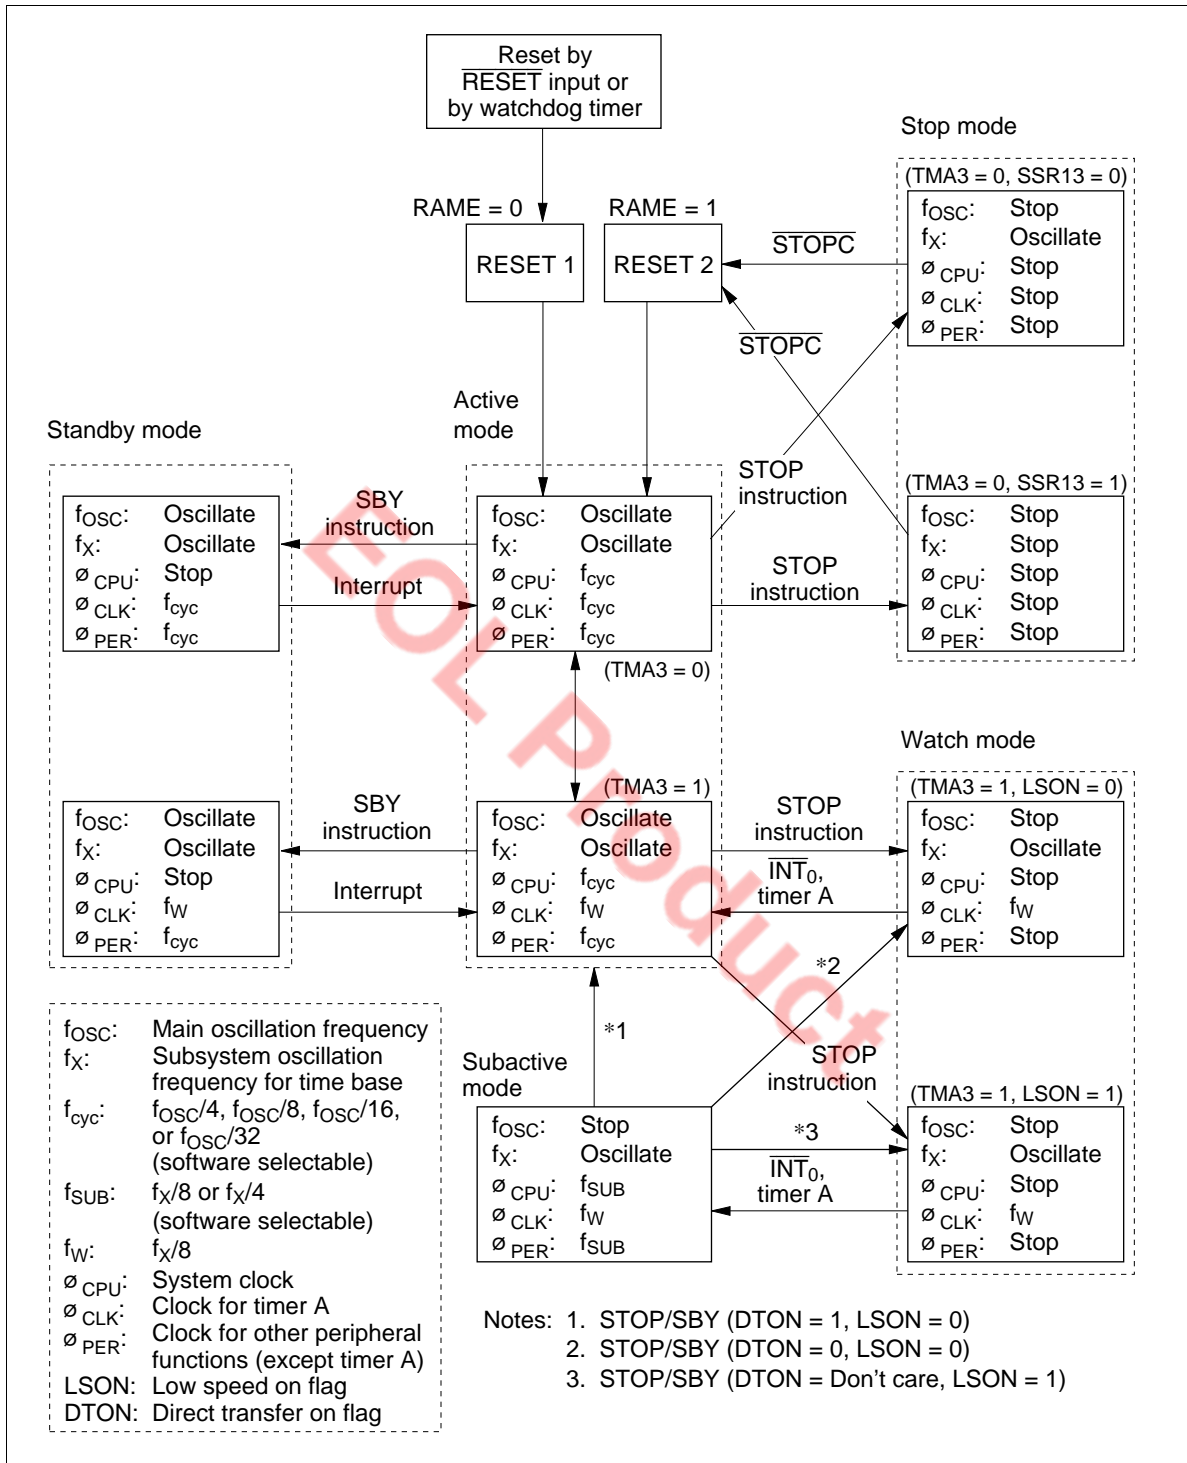 Reset by
RESET input or
by watchdog timer
Stop mode
RAME = 0
RAME = 1
RESET 1
RESET 2
STOPC
STOPC
(TMA3 = 0, SSR13 = 0)
fOSC: Stop
fX: Oscillate
ø CPU: Stop
ø CLK: Stop
ø PER: Stop
Standby mode
Active
mode
STOP
instruction
(TMA3 = 0, SSR13 = 1)
fOSC: Stop
fX: Stop
ø CPU: Stop
ø CLK: Stop
ø PER: Stop
fOSC: Oscillate
fX: Oscillate
ø CPU: Stop
ø CLK: fcyc
ø PER: fcyc
SBY
instruction
Interrupt
fOSC: Oscillate
fX: Oscillate
ø CPU: fcyc
ø CLK: fcyc
ø PER: fcyc
(TMA3 = 0)
STOP
instruction
EOL Product
Watch mode
fOSC: Oscillate
fX: Oscillate
ø CPU: Stop
ø CLK: fW
ø PER: fcyc
SBY
instruction
Interrupt
(TMA3 = 1)
fOSC: Oscillate
fX: Oscillate
ø CPU: fcyc
ø CLK: fW
ø PER: fcyc
STOP
instruction
INT0,
timer A
(TMA3 = 1, LSON = 0)
fOSC: Stop
fX: Oscillate
ø CPU: Stop
ø CLK: fW
ø PER: Stop
*1
*2
STOP
instruction
Subactive
mode
fOSC: Stop
fX: Oscillate
ø CPU: fSUB
ø CLK: fW
ø PER: fSUB
*3
INT0,
timer A
(TMA3 = 1, LSON = 1)
fOSC: Stop
fX: Oscillate
ø CPU: Stop
ø CLK: fW
ø PER: Stop
fOSC: Main oscillation frequency
fX: Subsystem oscillation
frequency for time base
fcyc: fOSC/4, fOSC/8, fOSC/16,
or fOSC/32
(software selectable)
fSUB: fX/8 or fX/4
(software selectable)
fW: fX/8
ø CPU: System clock
ø CLK: Clock for timer A
ø PER: Clock for other peripheral
functions (except timer A)
LSON: Low speed on flag
DTON: Direct transfer on flag
Notes: 1. STOP/SBY (DTON = 1, LSON = 0)
2. STOP/SBY (DTON = 0, LSON = 0)
3. STOP/SBY (DTON = Don't care, LSON = 1)